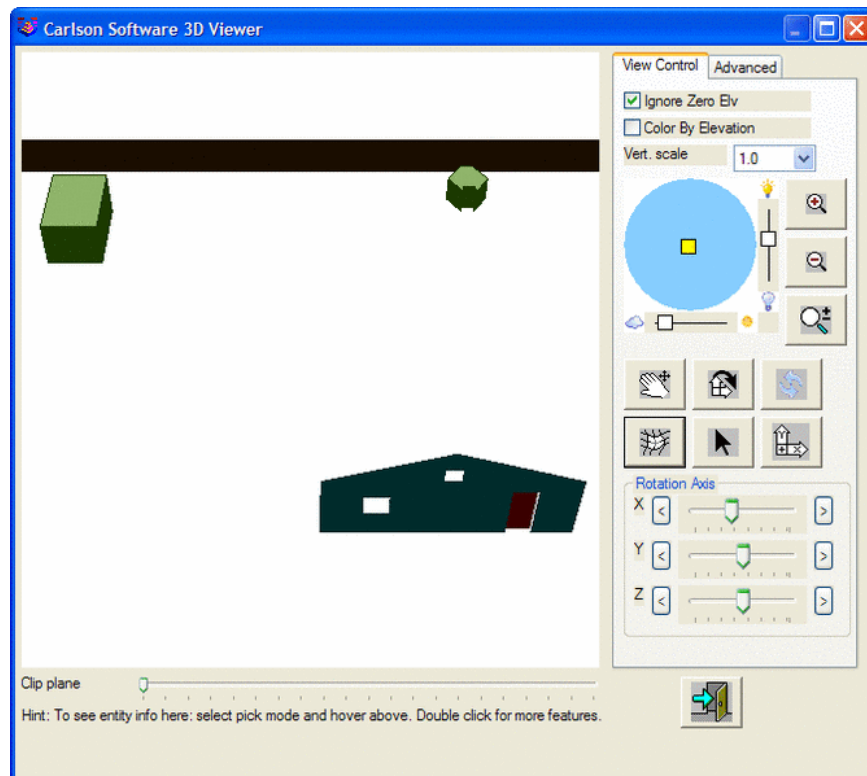 Carlson Software 3D Viewer
View Control
Advanced
Ignore Zero Elv
Color By Elevation
Vert. scale
1.0
Rotation Axis
X < >
Y < >
Z < >
Clip plane
Hint: To see entity info here: select pick mode and hover above. Double click for more features.